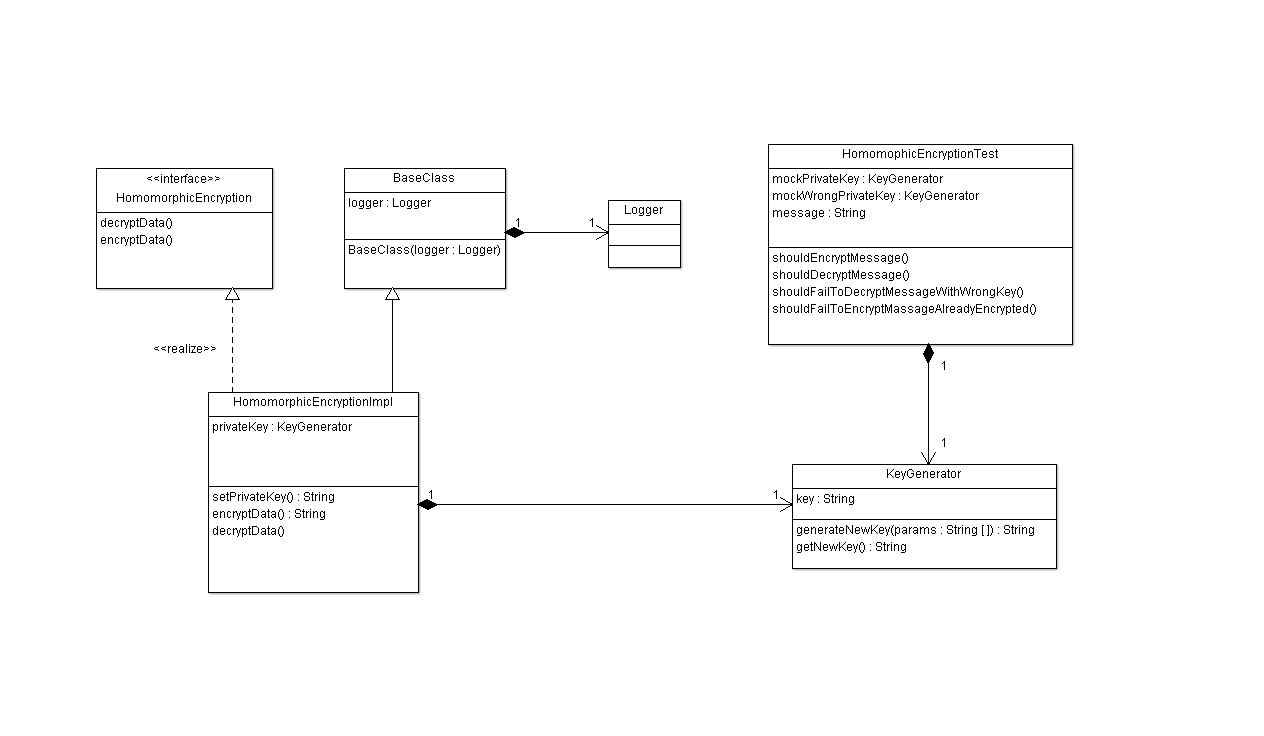 <<interface>>
HomomorphicEncryption
decryptData()
encryptData()
BaseClass
logger : Logger
BaseClass(logger : Logger)
1
1
Logger
HomomophicEncryptionTest
mockPrivateKey : KeyGenerator
mockWrongPrivateKey : KeyGenerator
message : String
shouldEncryptMessage()
shouldDecryptMessage()
shouldFailToDecryptMessageWithWrongKey()
shouldFailToEncryptMassageAlreadyEncrypted()
<<realize>>
1
1
HomomorphicEncryptionImpl
privateKey : KeyGenerator
setPrivateKey() : String
encryptData() : String
decryptData()
1
1
KeyGenerator
key : String
generateNewKey(params : String [ ]) : String
getNewKey() : String